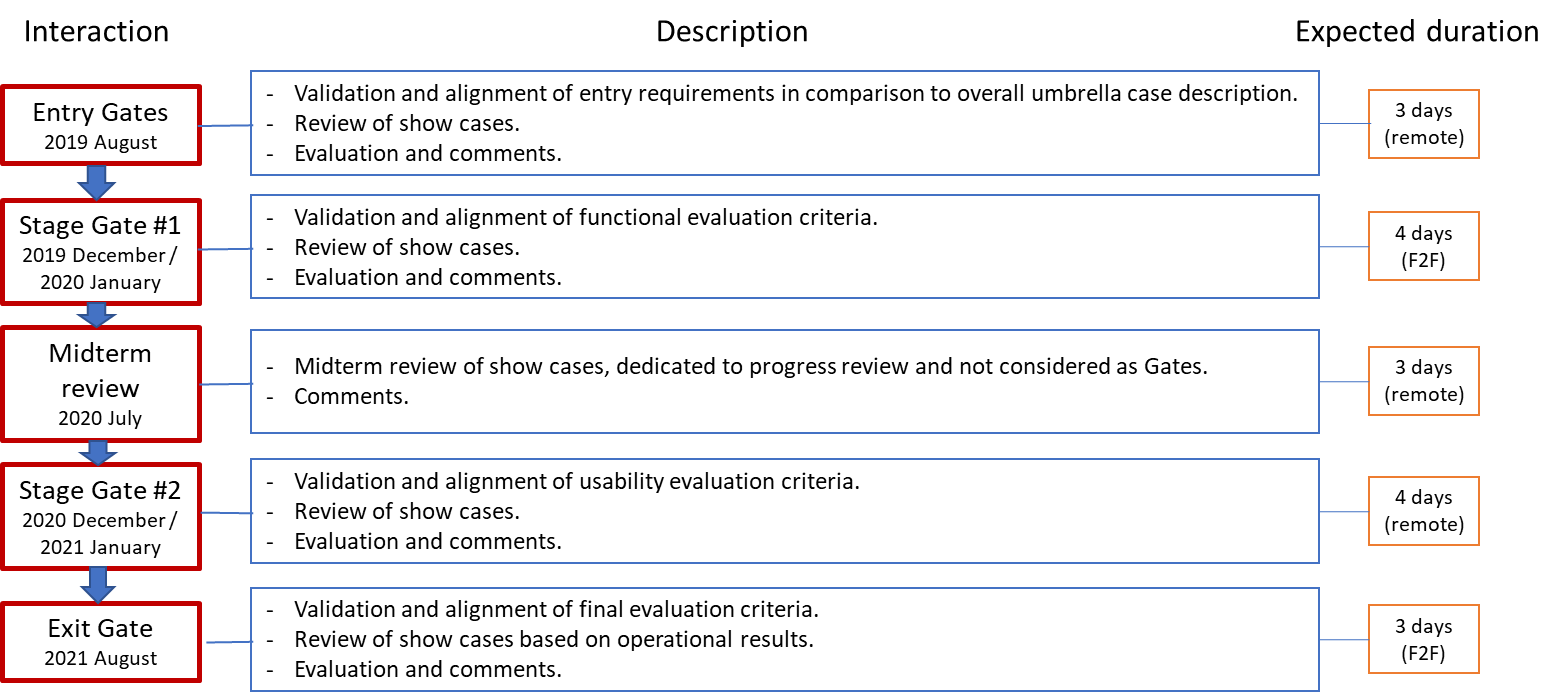 Interaction
Description
Expected duration
Entry Gates
2019 August
- Validation and alignment of entry requirements in comparison to overall umbrella case description.
- Review of show cases.
- Evaluation and comments.
3 days
(remote)
Stage Gate #1
2019 December /
2020 January
- Validation and alignment of functional evaluation criteria.
- Review of show cases.
- Evaluation and comments.
4 days
(F2F)
Midterm
review
2020 July
- Midterm review of show cases, dedicated to progress review and not considered as Gates.
- Comments.
3 days
(remote)
Stage Gate #2
2020 December /
2021 January
- Validation and alignment of usability evaluation criteria.
- Review of show cases.
- Evaluation and comments.
4 days
(remote)
Exit Gate
2021 August
- Validation and alignment of final evaluation criteria.
- Review of show cases based on operational results.
- Evaluation and comments.
3 days
(F2F)